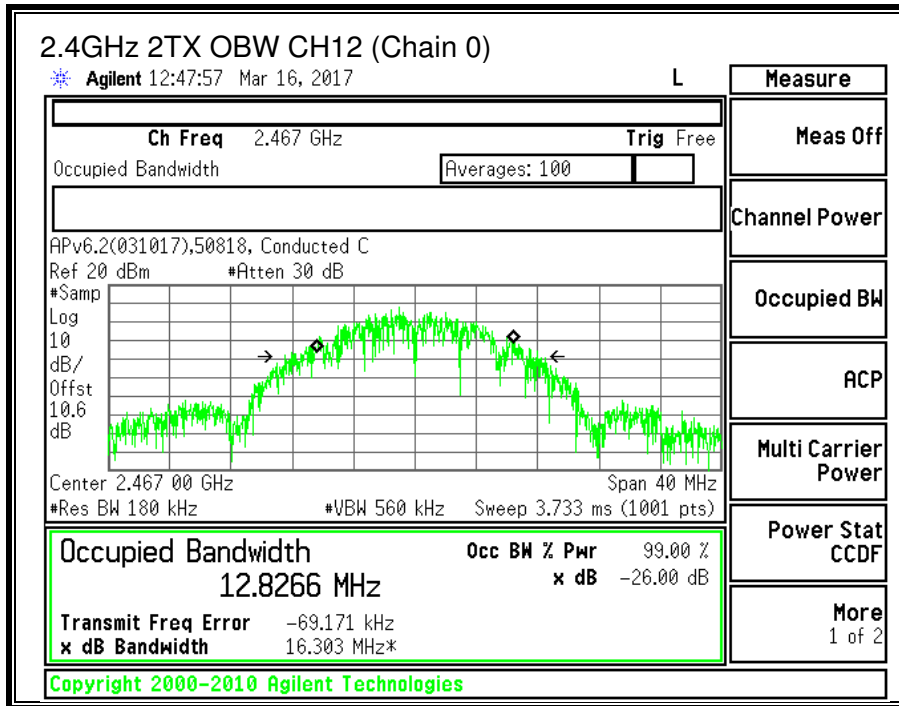 2.4GHz 2TX OBW CH12 (Chain 0)
Agilent 12:47:57 Mar 16, 2017 L
Measure
Ch Freq 2.467 GHz Trig Free
Meas Off
Occupied Bandwidth Averages: 100
Channel Power
APv6.2(031017),50818, Conducted C
Ref 20 dBm #Atten 30 dB
#Samp
Log
10
dB/
Offst
10.6
dB
Occupied BW
ACP
Multi Carrier
Power
Center 2.467 00 GHz Span 40 MHz
#Res BW 180 kHz #VBW 560 kHz Sweep 3.733 ms (1001 pts)
Power Stat
CCDF
Occupied Bandwidth Occ BW % Pwr 99.00 %
12.8266 MHz x dB -26.00 dB
Transmit Freq Error -69.171 kHz
x dB Bandwidth 16.303 MHz*
More
1 of 2
Copyright 2000-2010 Agilent Technologies